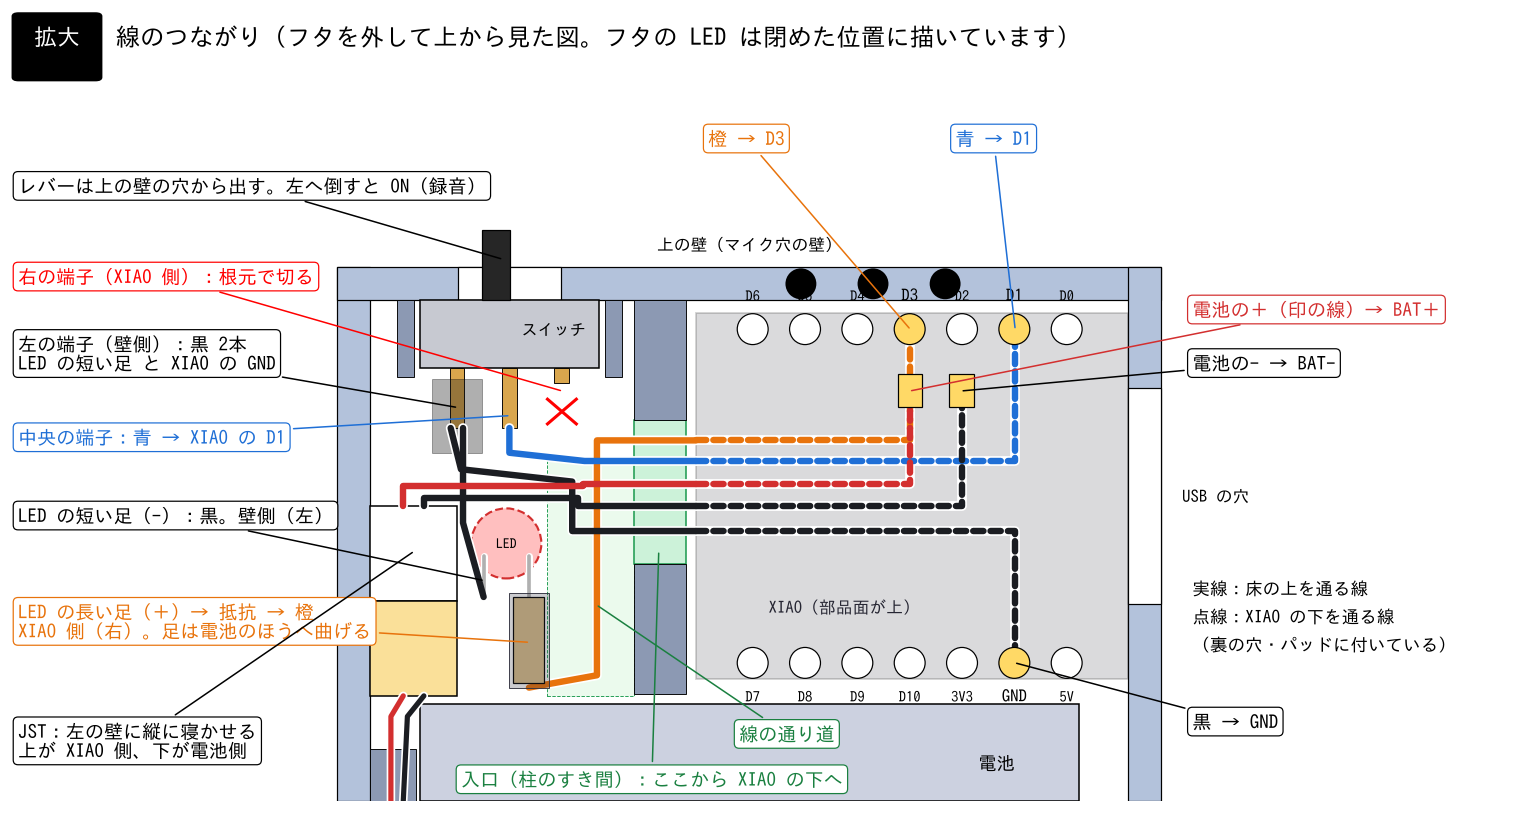 拡大
線のつながり（フタを外して上から見た図。フタの LED は閉めた位置に描いています）
橙 → D3
青 → D1
レバーは上の壁の穴から出す。左へ倒すと ON（録音）
上の壁（マイク穴の壁）
右の端子（XIAO 側）：根元で切る
D6
D4
D3
D2
D1
D0
電池の＋（印の線）→ BAT＋
スイッチ
左の端子（壁側）：黒 2本
LED の短い足 と XIAO の GND
電池の− → BAT−
中央の端子：青 → XIAO の D1
USB の穴
LED の短い足（−）：黒。壁側（左）
LED
実線：床の上を通る線
点線：XIAO の下を通る線
（裏の穴・パッドに付いている）
XIAO（部品面が上）
LED の長い足（＋）→ 抵抗 → 橙
XIAO 側（右）。足は電池のほうへ曲げる
D7
D8
D9
D10
3V3
GND
5V
黒 → GND
JST：左の壁に縦に寝かせる
上が XIAO 側、下が電池側
線の通り道
電池
入口（柱のすき間）：ここから XIAO の下へ